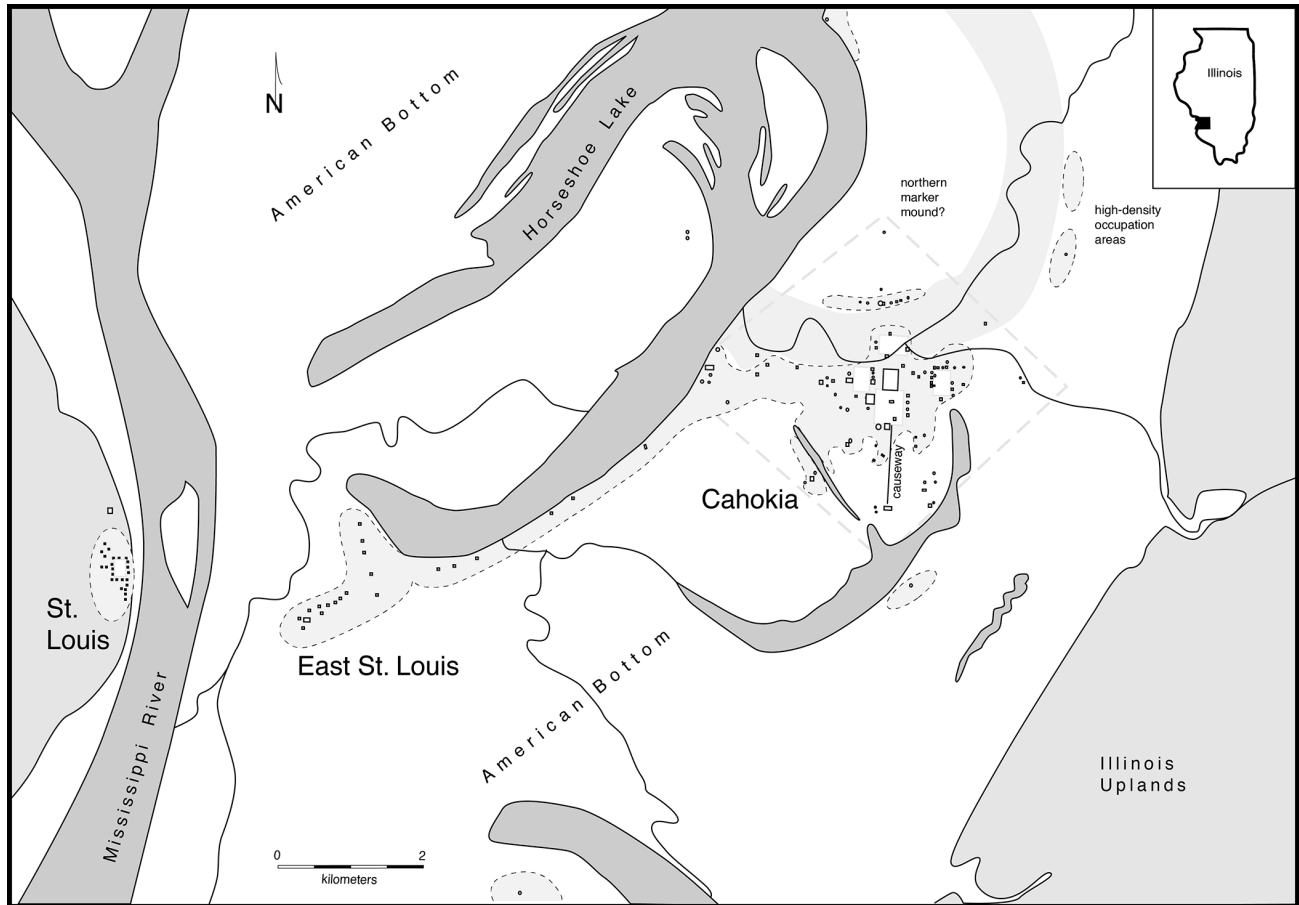 N
American Bottom
Horseshoe Lake
Illinois
northern
marker
mound?
high-density
occupation
areas
causeway
Cahokia
St.
Louis
East St. Louis
American Bottom
Mississippi River
Illinois
Uplands
0 2
kilometers